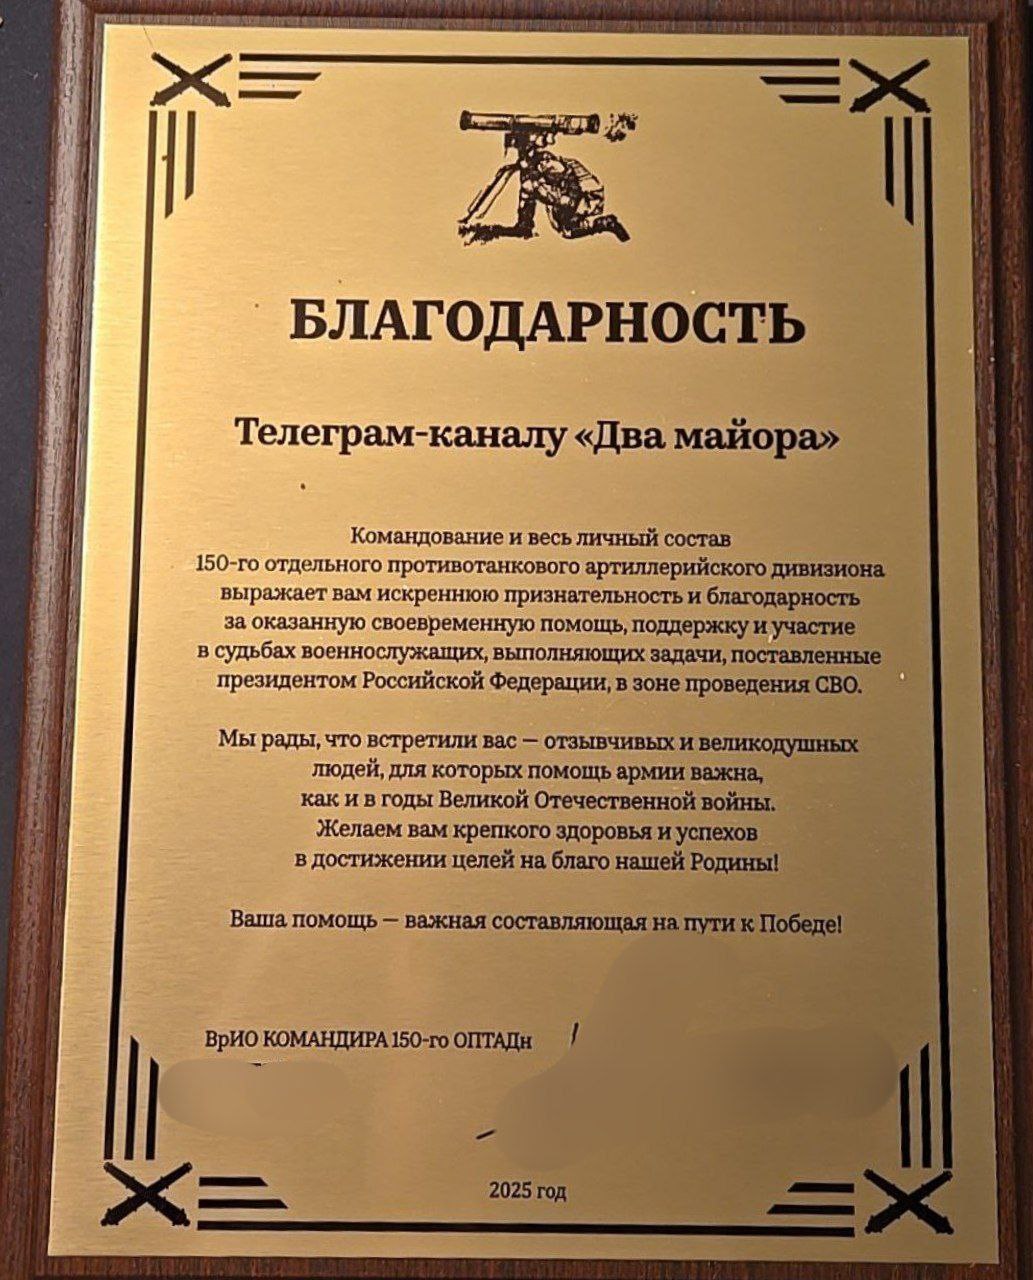 БЛАГОДАРНОСТЬ
Телеграм-каналу «Два майора»
Командование и весь личный состав
150-го отдельного противотанкового артиллерийского дивизиона
выражает вам искреннюю признательность и благодарность
за оказанную своевременную помощь, поддержку и участие
в судьбах военнослужащих, выполняющих задачи, поставленные
президентом Российской Федерации, в зоне проведения СВО.
Мы рады, что встретили вас — отзывчивых и великодушных
людей, для которых помощь армии важна,
как и в годы Великой Отечественной войны.
Желаем вам крепкого здоровья и успехов
в достижении целей на благо нашей Родины!
Ваша помощь — важная составляющая на пути к Победе!
ВрИО КОМАНДИРА 150-го ОПТАДн
2025 год